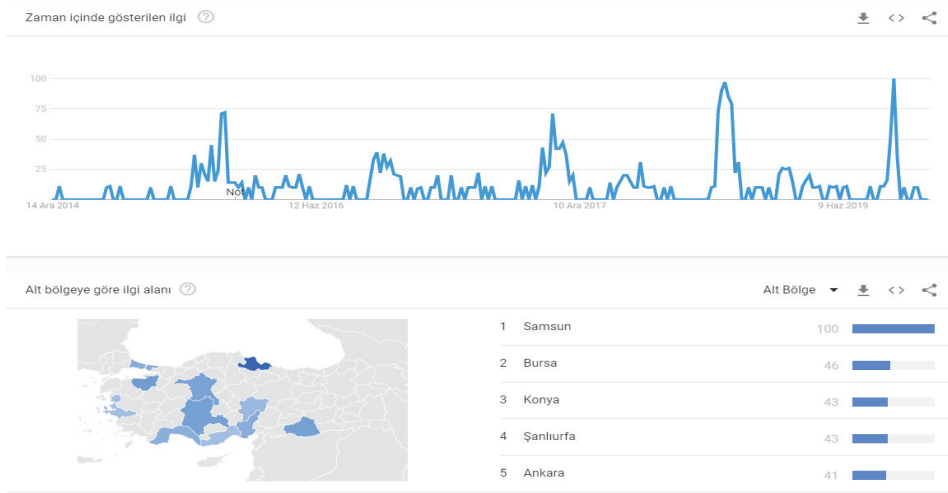 Zaman içinde gösterilen ilgi
100
75
50
25
Not
14 Ara 2014
12 Haz 2016
10 Ara 2017
9 Haz 2019
Alt bölgeye göre ilgi alanı
Alt Bölge
1 Samsun 100
2 Bursa 46
3 Konya 43
4 Şanlıurfa 43
5 Ankara 41